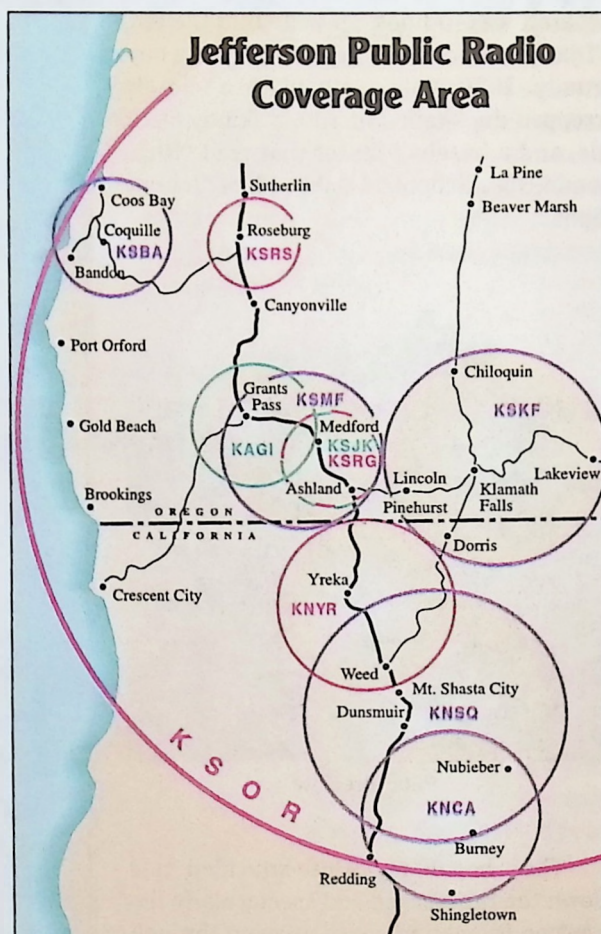 Jefferson Public Radio
Coverage Area
La Pine
Sutherlin
Coos Bay
Beaver Marsh
Coquille
Roseburg
KSBA
KSRS
Bandon
Canyonville
Port Orford
Chiloquin
Grants
Pass
KSMF
KSKF
Gold Beach
Medford
KAGI
KSJK
KSRG
Lakeview
Lincoln
Klamath
Falls
Ashland
Pinehurst
Brookings
OREGON
CALIFORNIA
Dorris
Yreka
Crescent City
KNYR
Weed
Mt. Shasta City
Dunsmuir
KNSQ
KSOR
Nubieber
KNCA
Burney
Redding
Shingletown